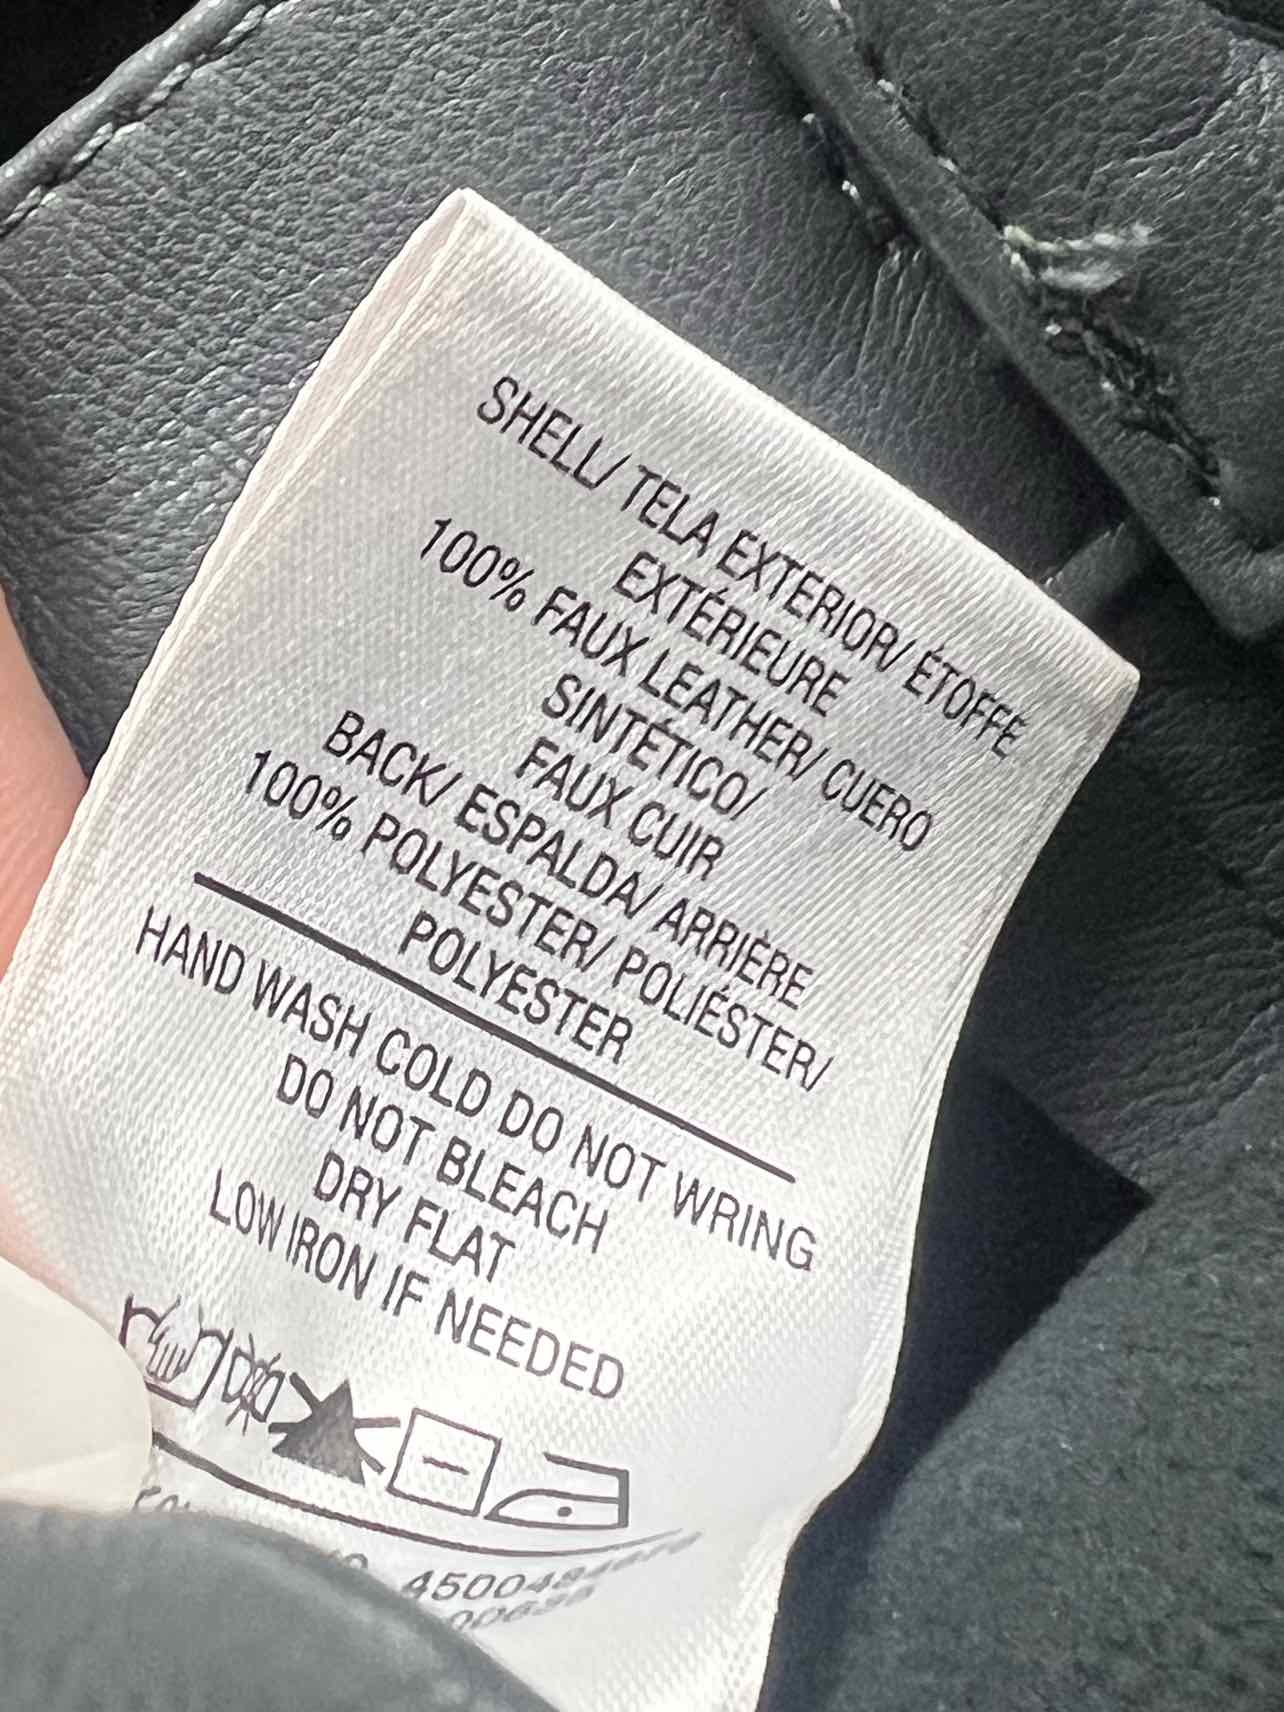 SHELL/ TELA EXTERIOR/ ÉTOFFE
EXTÉRIEURE
100% FAUX LEATHER/ CUERO
SINTÉTICO/
FAUX CUIR
BACK/ ESPALDA/ ARRIÈRE
100% POLYESTER/ POLIÉSTER/
POLYESTER
HAND WASH COLD DO NOT WRING
DO NOT BLEACH
DRY FLAT
LOW IRON IF NEEDED